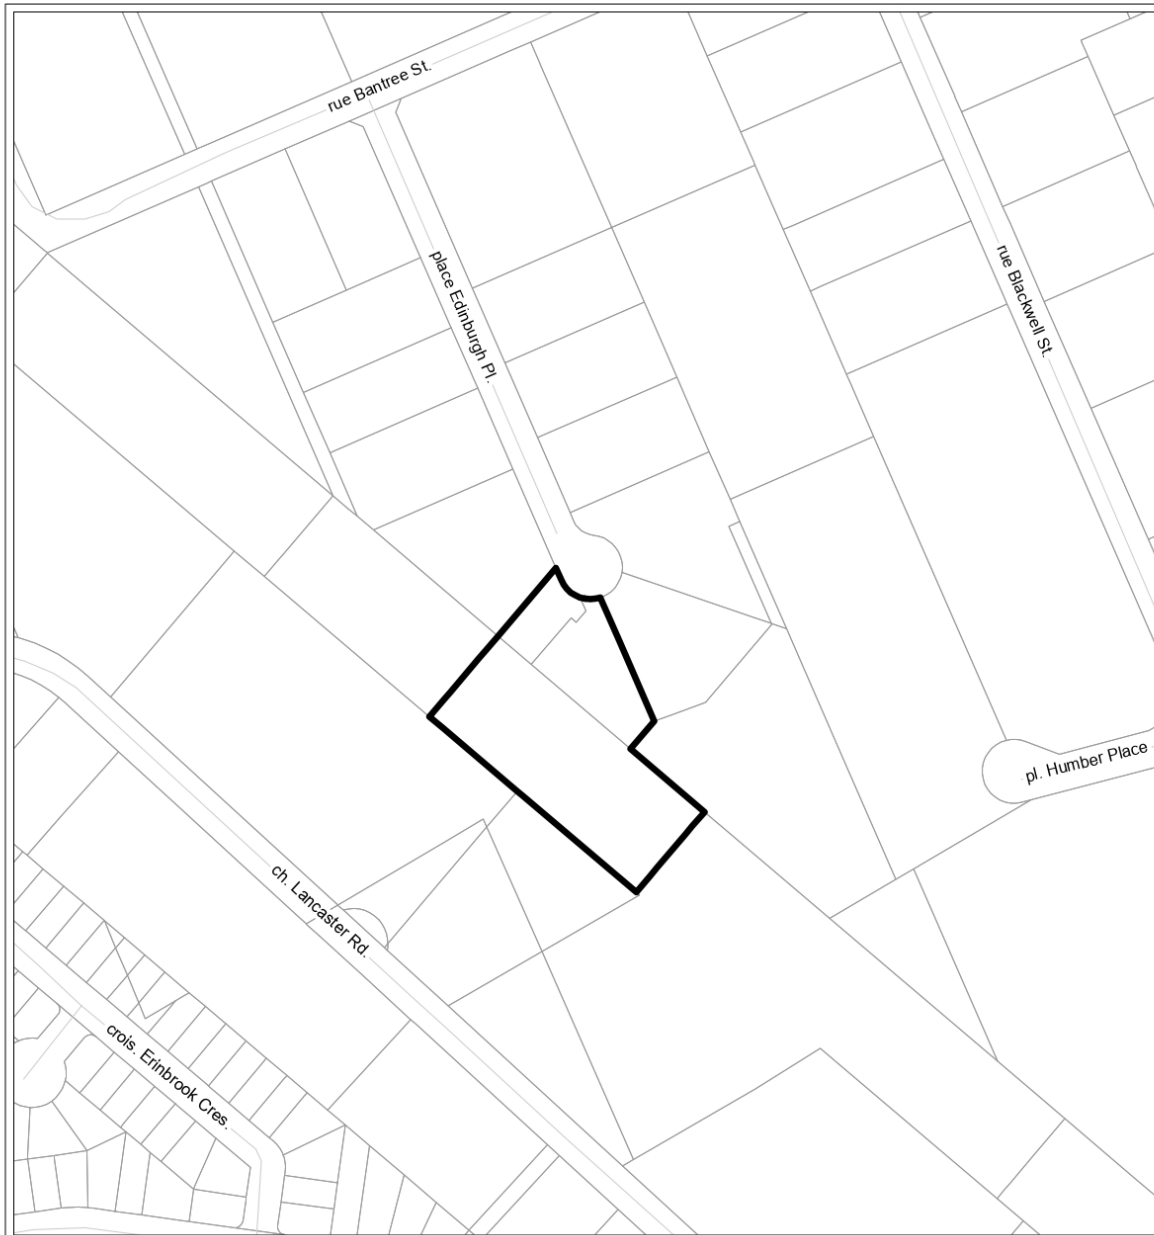 rue Bantree St.
place Edinburgh Pl.
rue Blackwell St.
pl. Humber Place
ch. Lancaster Rd.
crois. Erinbrook Cres.